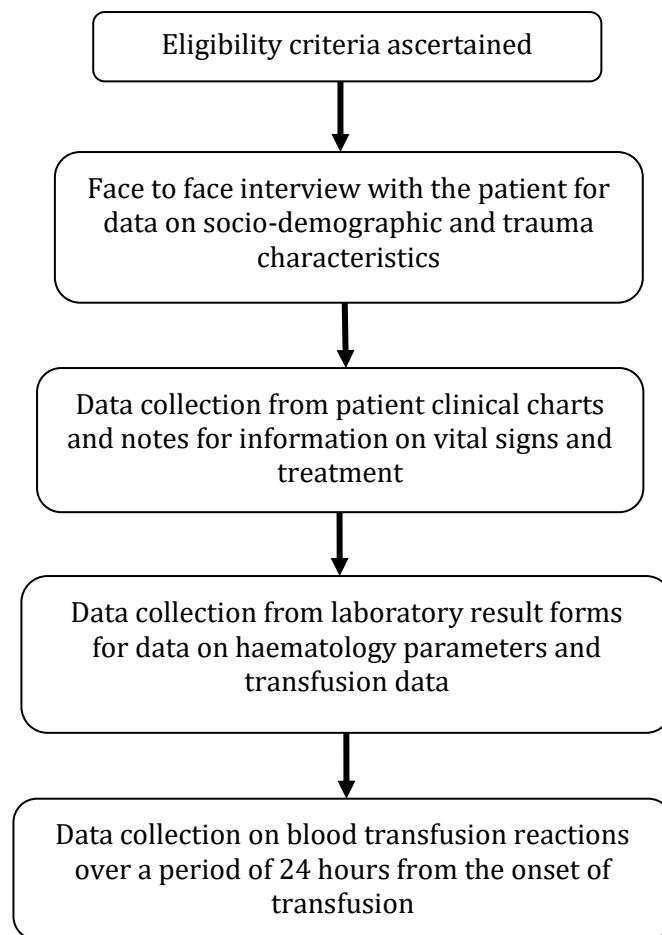 Eligibility criteria ascertained
Face to face interview with the patient for
data on socio-demographic and trauma
characteristics
Data collection from patient clinical charts
and notes for information on vital signs and
treatment
Data collection from laboratory result forms
for data on haematology parameters and
transfusion data
Data collection on blood transfusion reactions
over a period of 24 hours from the onset of
transfusion